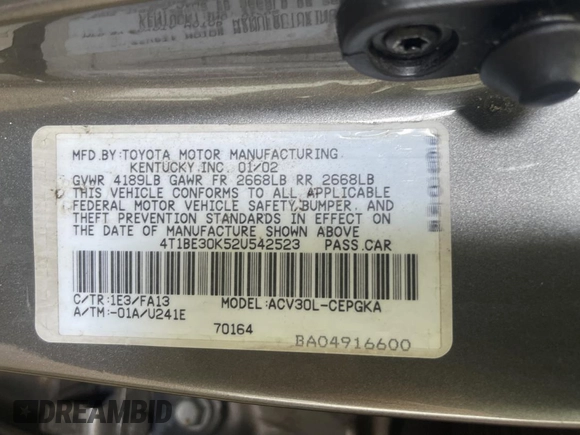 MFD.BY:TOYOTA MOTOR MANUFACTURING
KENTUCKY,INC. 01/02
GVWR 4189LB GAWR FR 2668LB RR 2668LB
THIS VEHICLE CONFORMS TO ALL APPLICABLE
FEDERAL MOTOR VEHICLE SAFETY,BUMPER, AND
THEFT PREVENTION STANDARDS IN EFFECT ON
THE DATE OF MANUFACTURE SHOWN ABOVE
4T1BE30K52U542523 PASS.CAR
C/TR:1E3/FA13 MODEL:ACV30L-CEPGKA
A/TM:-01A/U241E
70164
BA04916600
DREAMBID